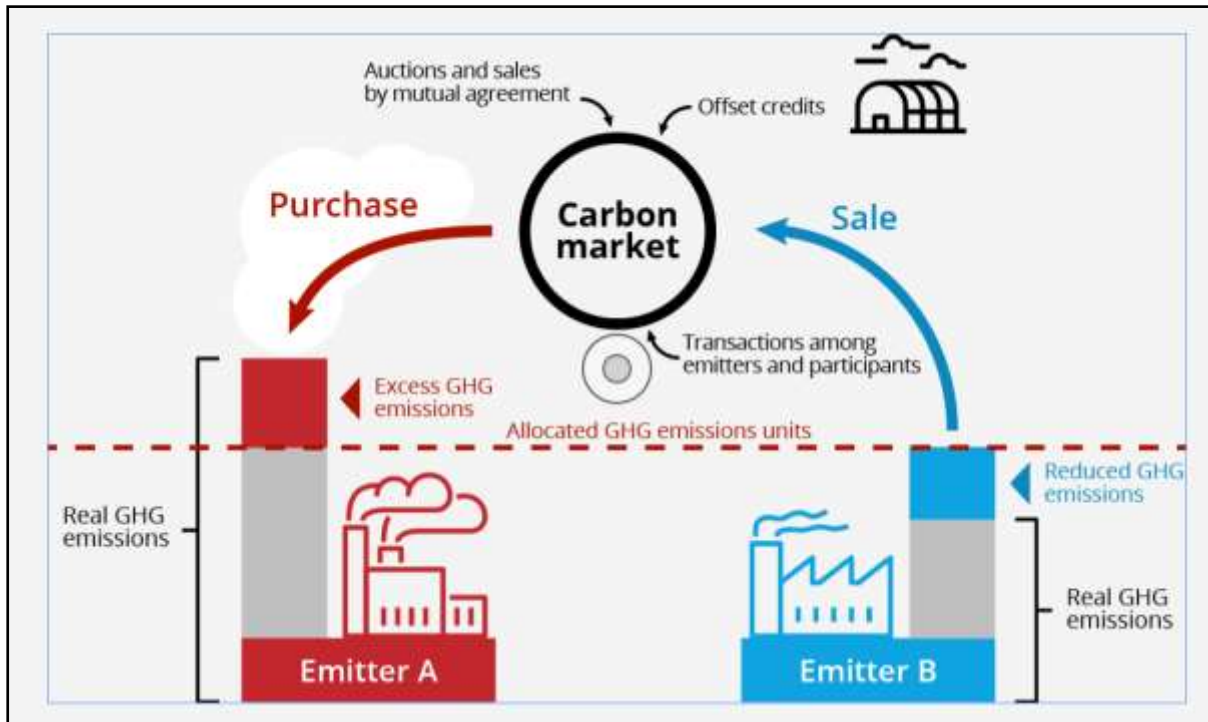 Auctions and sales
by mutual agreement
Offset credits
Purchase
Carbon
market
Sale
Transactions among
emitters and participants
Excess GHG
emissions
Allocated GHG emissions units
Reduced GHG
emissions
Real GHG
emissions
Real GHG
emissions
Emitter A
Emitter B